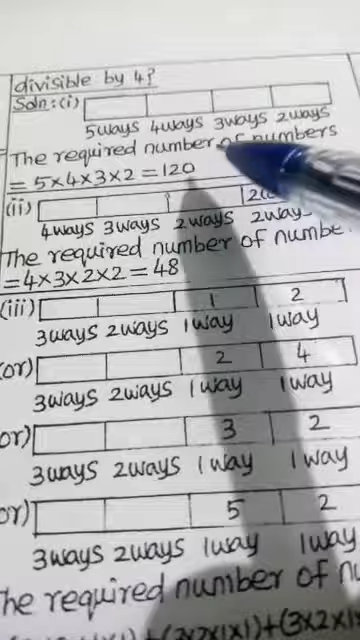 divisible by 4?
Soln:(i)
5ways 4ways 3ways 2ways
The required number of numbers
= 5×4×3×2 = 120
(ii)
4ways 3ways 2ways 2ways
The required number of numbe
= 4×3×2×2 = 48
(iii) 1 2
3ways 2ways 1way 1way
(or) 2 4
3ways 2ways 1way 1way
or) 3 2
3ways 2ways 1way 1way
or) 5 2
3ways 2ways 1way 1way
he required number of nu